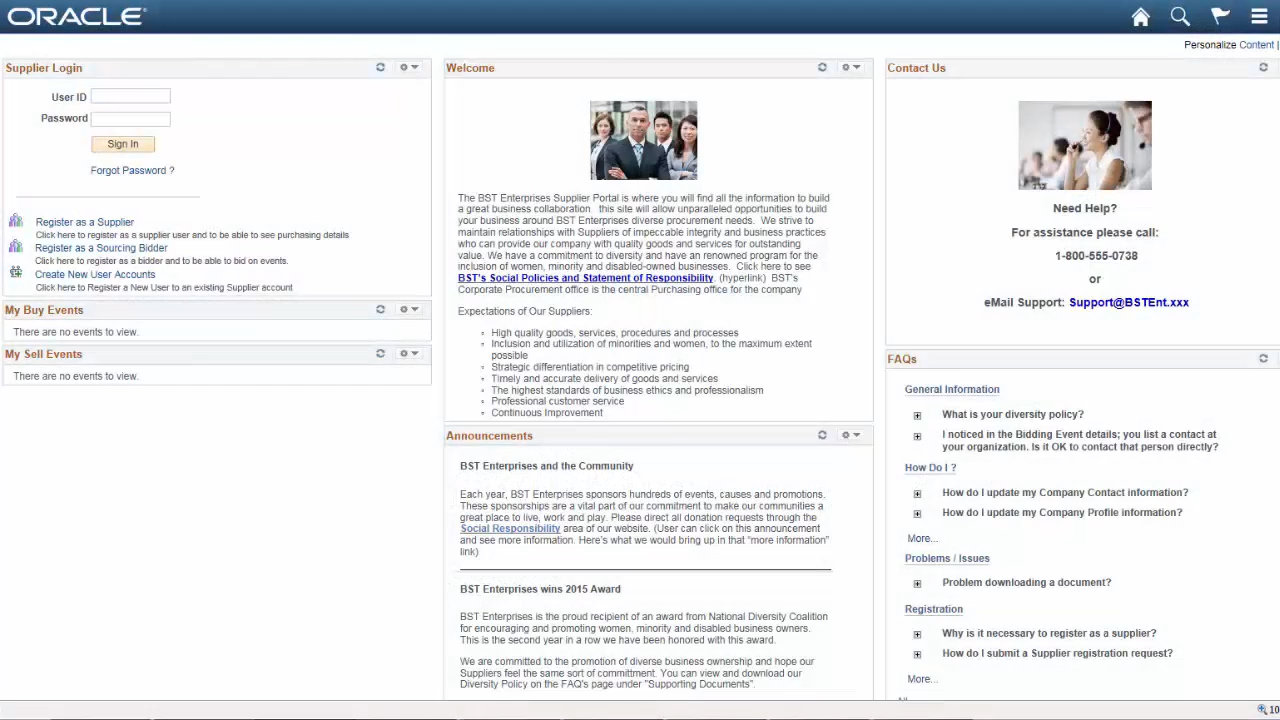 ORACLE
Personalize Content |
Supplier Login
User ID
Password
Sign In
Forgot Password ?
Register as a Supplier
Click here to register as a supplier user and to be able to see purchasing details
Register as a Sourcing Bidder
Click here to register as a bidder and to be able to bid on events.
Create New User Accounts
Click here to Register a New User to an existing Supplier account
My Buy Events
There are no events to view.
My Sell Events
There are no events to view.
Welcome
The BST Enterprises Supplier Portal is where you will find all the information to build
a great business collaboration. this site will allow unparalleled opportunities to build
your business around BST Enterprises diverse procurement needs. We strive to
maintain relationships with Suppliers of impeccable integrity and business practices
who can provide our company with quality goods and services for outstanding
value. We have a commitment to diversity and have an renowned program for the
inclusion of women, minority and disabled-owned businesses. Click here to see
BST's Social Policies and Statement of Responsibility. (hyperlink) BST's
Corporate Procurement office is the central Purchasing office for the company
Expectations of Our Suppliers:
High quality goods, services, procedures and processes
Inclusion and utilization of minorities and women, to the maximum extent
possible
Strategic differentiation in competitive pricing
Timely and accurate delivery of goods and services
The highest standards of business ethics and professionalism
Professional customer service
Continuous Improvement
Announcements
BST Enterprises and the Community
Each year, BST Enterprises sponsors hundreds of events, causes and promotions.
These sponsorships are a vital part of our commitment to make our communities a
great place to live, work and play. Please direct all donation requests through the
Social Responsibility area of our website. (User can click on this announcement
and see more information. Here's what we would bring up in that “more information”
link)
BST Enterprises wins 2015 Award
BST Enterprises is the proud recipient of an award from National Diversity Coalition
for encouraging and promoting women, minority and disabled business owners.
This is the second year in a row we have been honored with this award.
We are committed to the promotion of diverse business ownership and hope our
Suppliers feel the same sort of commitment. You can view and download our
Diversity Policy on the FAQ's page under "Supporting Documents".
Contact Us
Need Help?
For assistance please call:
1-800-555-0738
or
eMail Support: Support@BSTEnt.xxx
FAQs
General Information
What is your diversity policy?
I noticed in the Bidding Event details; you list a contact at
your organization. Is it OK to contact that person directly?
How Do I ?
How do I update my Company Contact information?
How do I update my Company Profile information?
More...
Problems / Issues
Problem downloading a document?
Registration
Why is it necessary to register as a supplier?
How do I submit a Supplier registration request?
More...
10